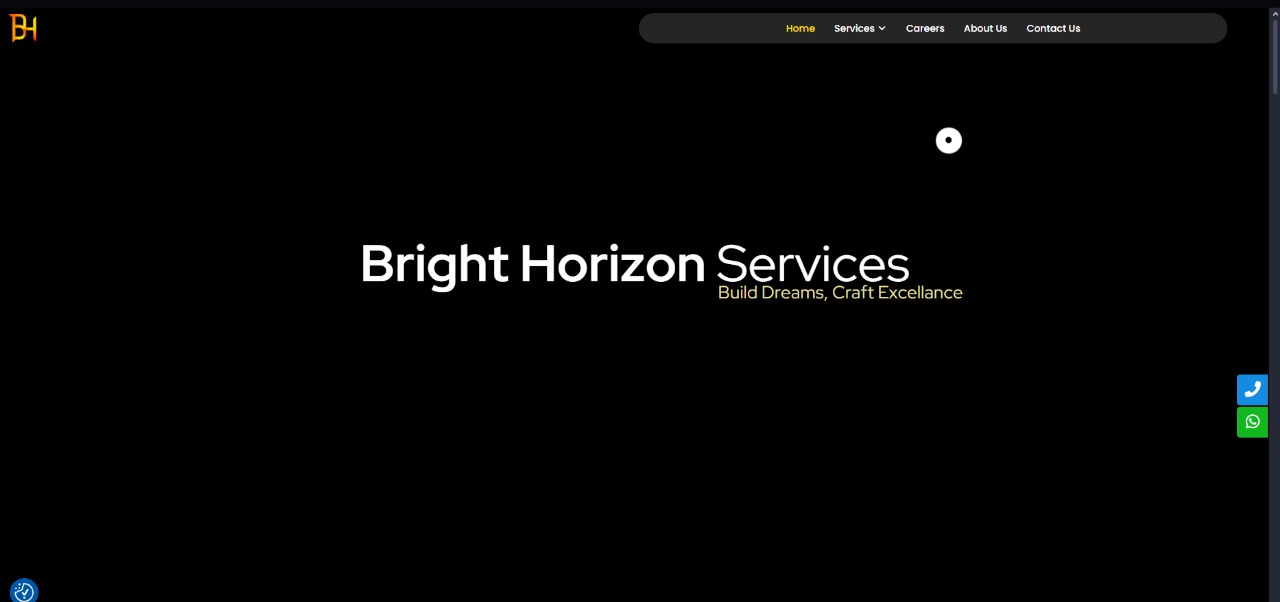 BH
Home Services Careers About Us Contact Us
Bright Horizon Services
Build Dreams, Craft Excellance